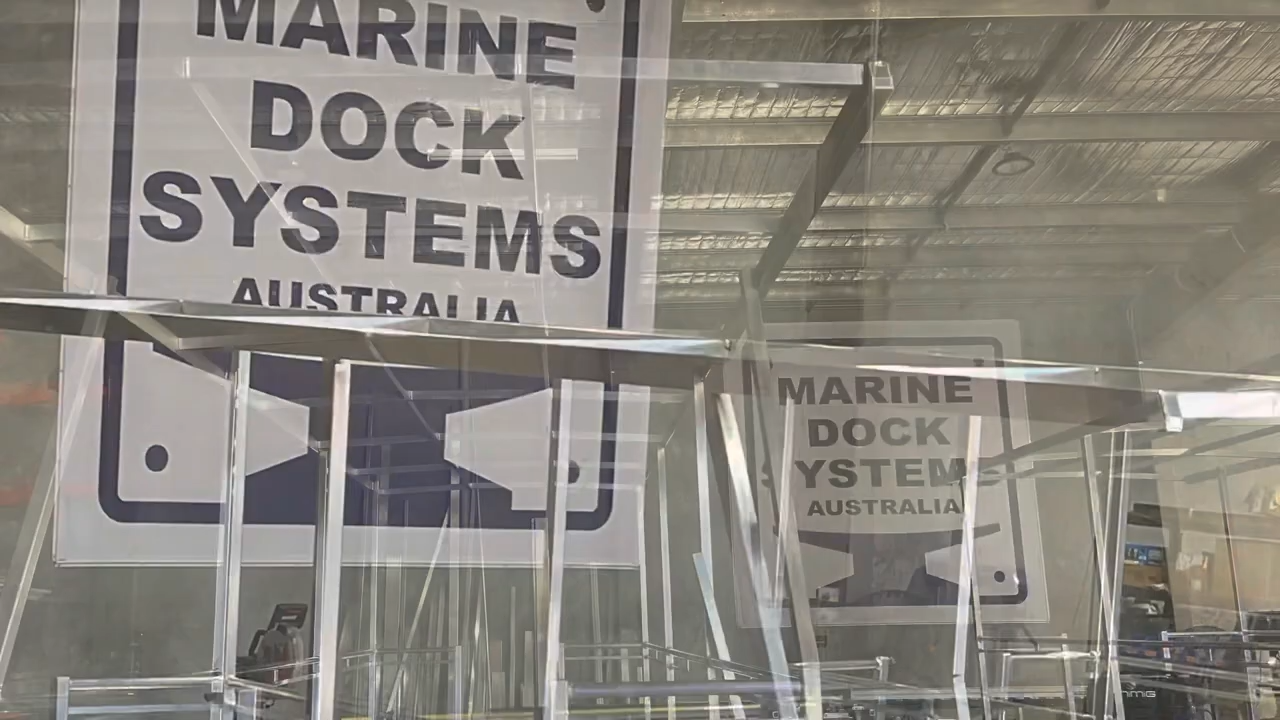 MARINE
DOCK
SYSTEMS
AUSTRALIA
MARINE
DOCK
SYSTEMS
AUSTRALIA